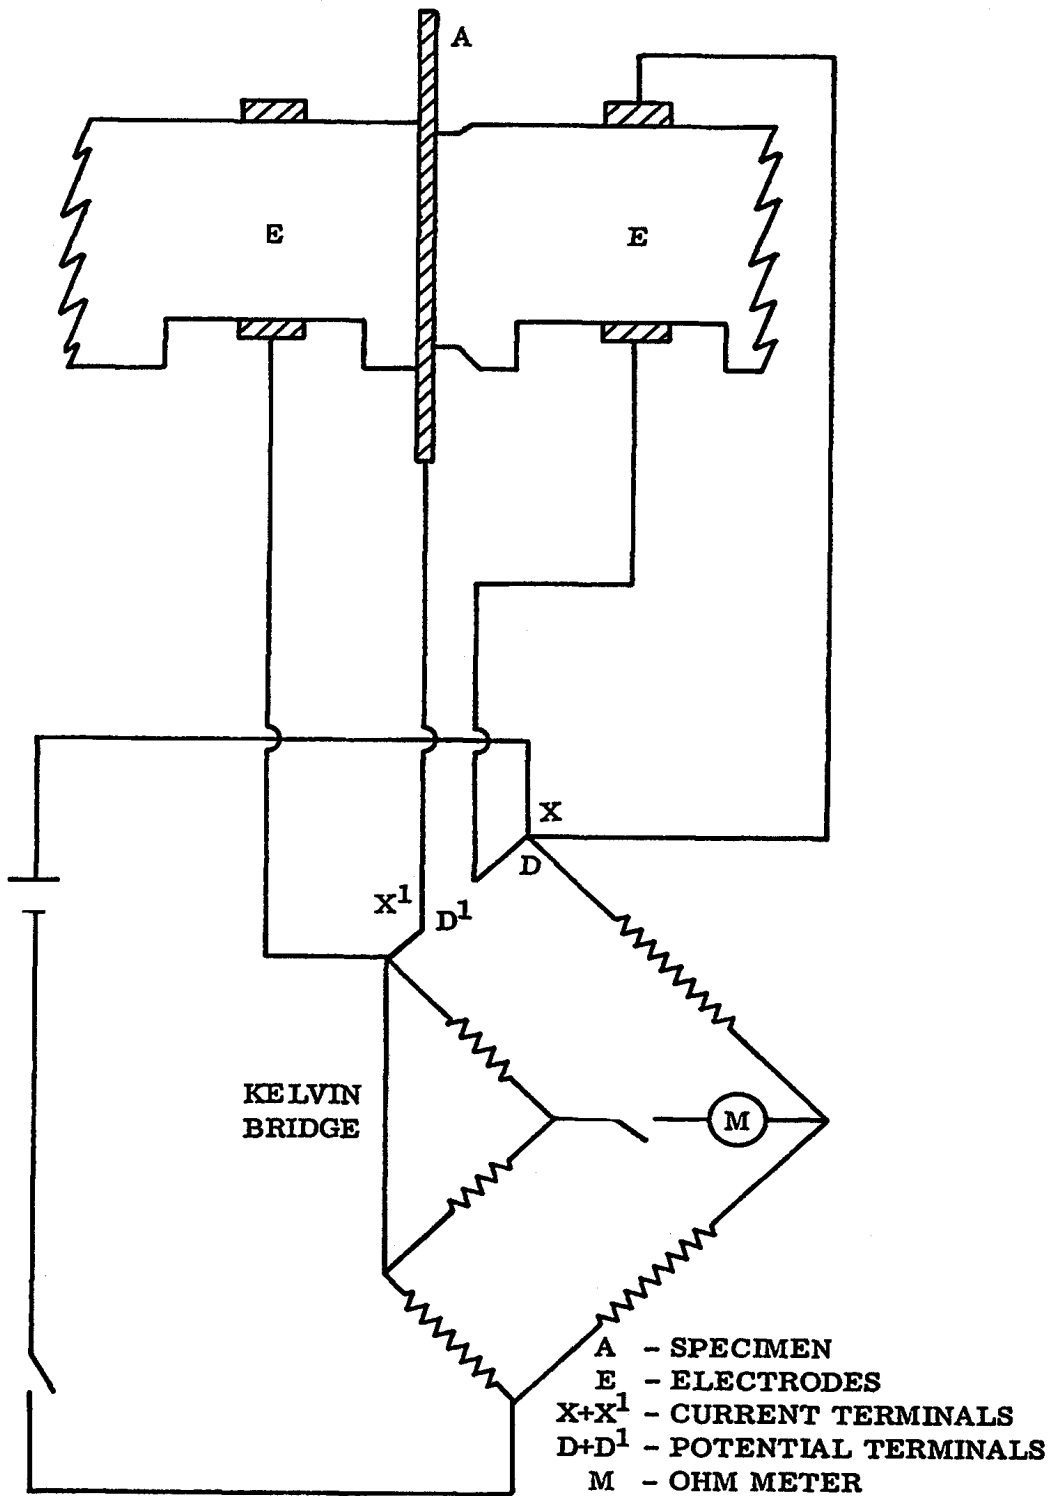 A
E
E
X
D
X¹
D¹
KELVIN
BRIDGE
M
A - SPECIMEN
E - ELECTRODES
X+X¹ - CURRENT TERMINALS
D+D¹ - POTENTIAL TERMINALS
M - OHM METER